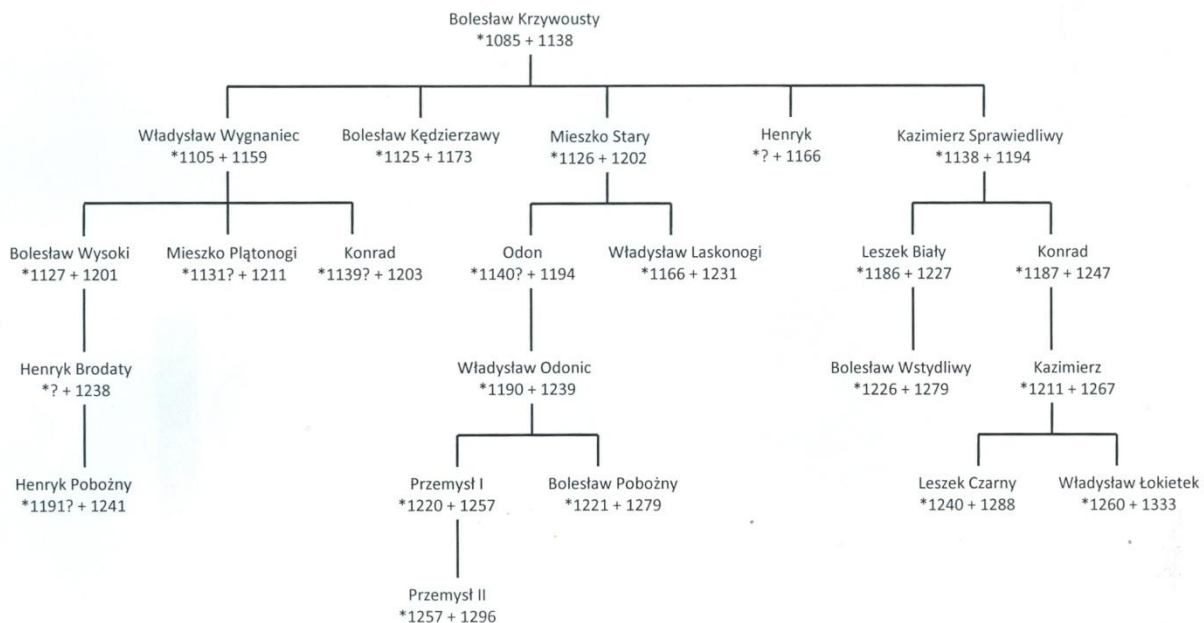 Bolesław Krzywousty
*1085 + 1138
Władysław Wygnaniec
*1105 + 1159
Bolesław Kędzierzawy
*1125 + 1173
Mieszko Stary
*1126 + 1202
Henryk
*? + 1166
Kazimierz Sprawiedliwy
*1138 + 1194
Bolesław Wysoki
*1127 + 1201
Mieszko Plątonogi
*1131? + 1211
Konrad
*1139? + 1203
Odon
*1140? + 1194
Władysław Laskonogi
*1166 + 1231
Leszek Biały
*1186 + 1227
Konrad
*1187 + 1247
Henryk Brodaty
*? + 1238
Władysław Odonic
*1190 + 1239
Bolesław Wstydliwy
*1226 + 1279
Kazimierz
*1211 + 1267
Henryk Pobożny
*1191? + 1241
Przemysł I
*1220 + 1257
Bolesław Pobożny
*1221 + 1279
Leszek Czarny
*1240 + 1288
Władysław Łokietek
*1260 + 1333
Przemysł II
*1257 + 1296